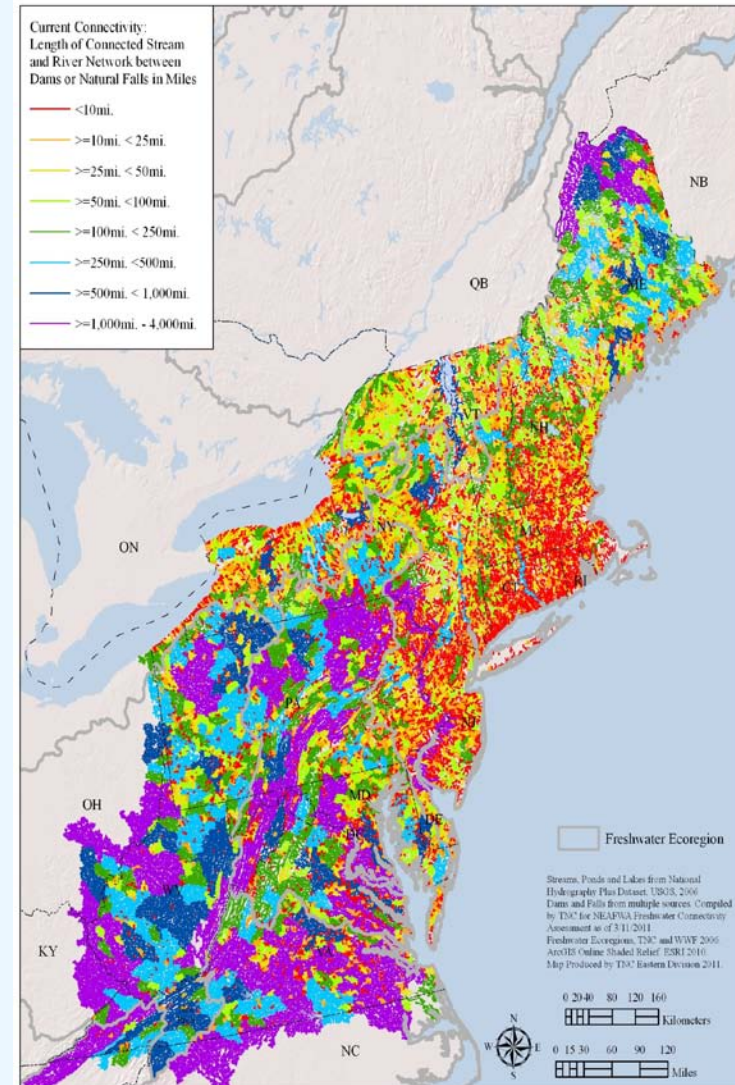 Current Connectivity:
Length of Connected Stream
and River Network between
Dams or Natural Falls in Miles
<10mi.
>=10mi. < 25mi.
>=25mi. < 50mi.
>=50mi. <100mi.
>=100mi. < 250mi.
>=250mi. <500mi.
>=500mi. < 1,000mi.
>=1,000mi. - 4,000mi.
NB
QB
ME
VT
NH
ON
NY
MA
CT
RI
PA
NJ
OH
MD
DE
DC
WV
KY
VA
NC
Freshwater Ecoregion
Streams, Ponds and Lakes from National
Hydrography Plus Dataset, USGS, 2006
Dams and Falls from multiple sources. Compiled
by TNC for NEAFWA Freshwater Connectivity
Assessment as of 3/11/2011.
Freshwater Ecoregions, TNC and WWF 2006.
ArcGIS Online Shaded Relief. ESRI 2010.
Map Produced by TNC Eastern Division 2011.
0 20 40 80 120 160
Kilometers
0 15 30 60 90 120
Miles
N
W E
S